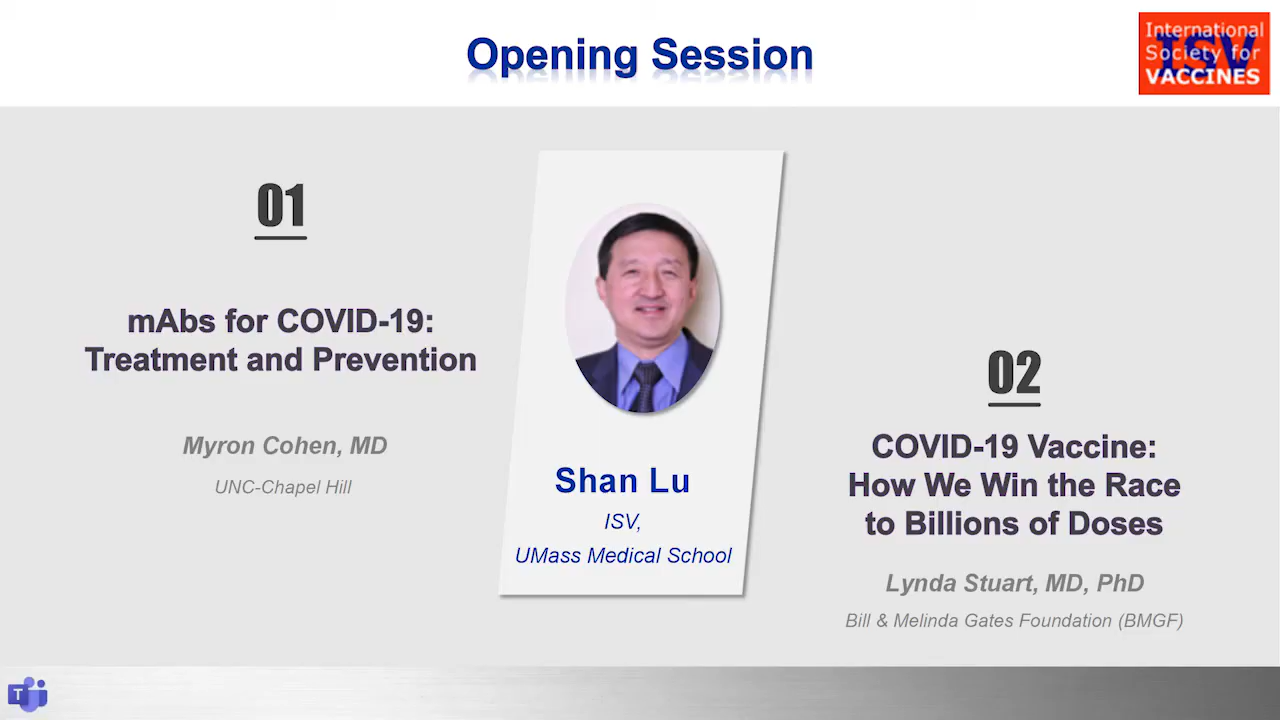 Opening Session
International
Society for
VACCINES
ISV
01
mAbs for COVID-19:
Treatment and Prevention
Myron Cohen, MD
UNC-Chapel Hill
Shan Lu
ISV,
UMass Medical School
02
COVID-19 Vaccine:
How We Win the Race
to Billions of Doses
Lynda Stuart, MD, PhD
Bill & Melinda Gates Foundation (BMGF)
T